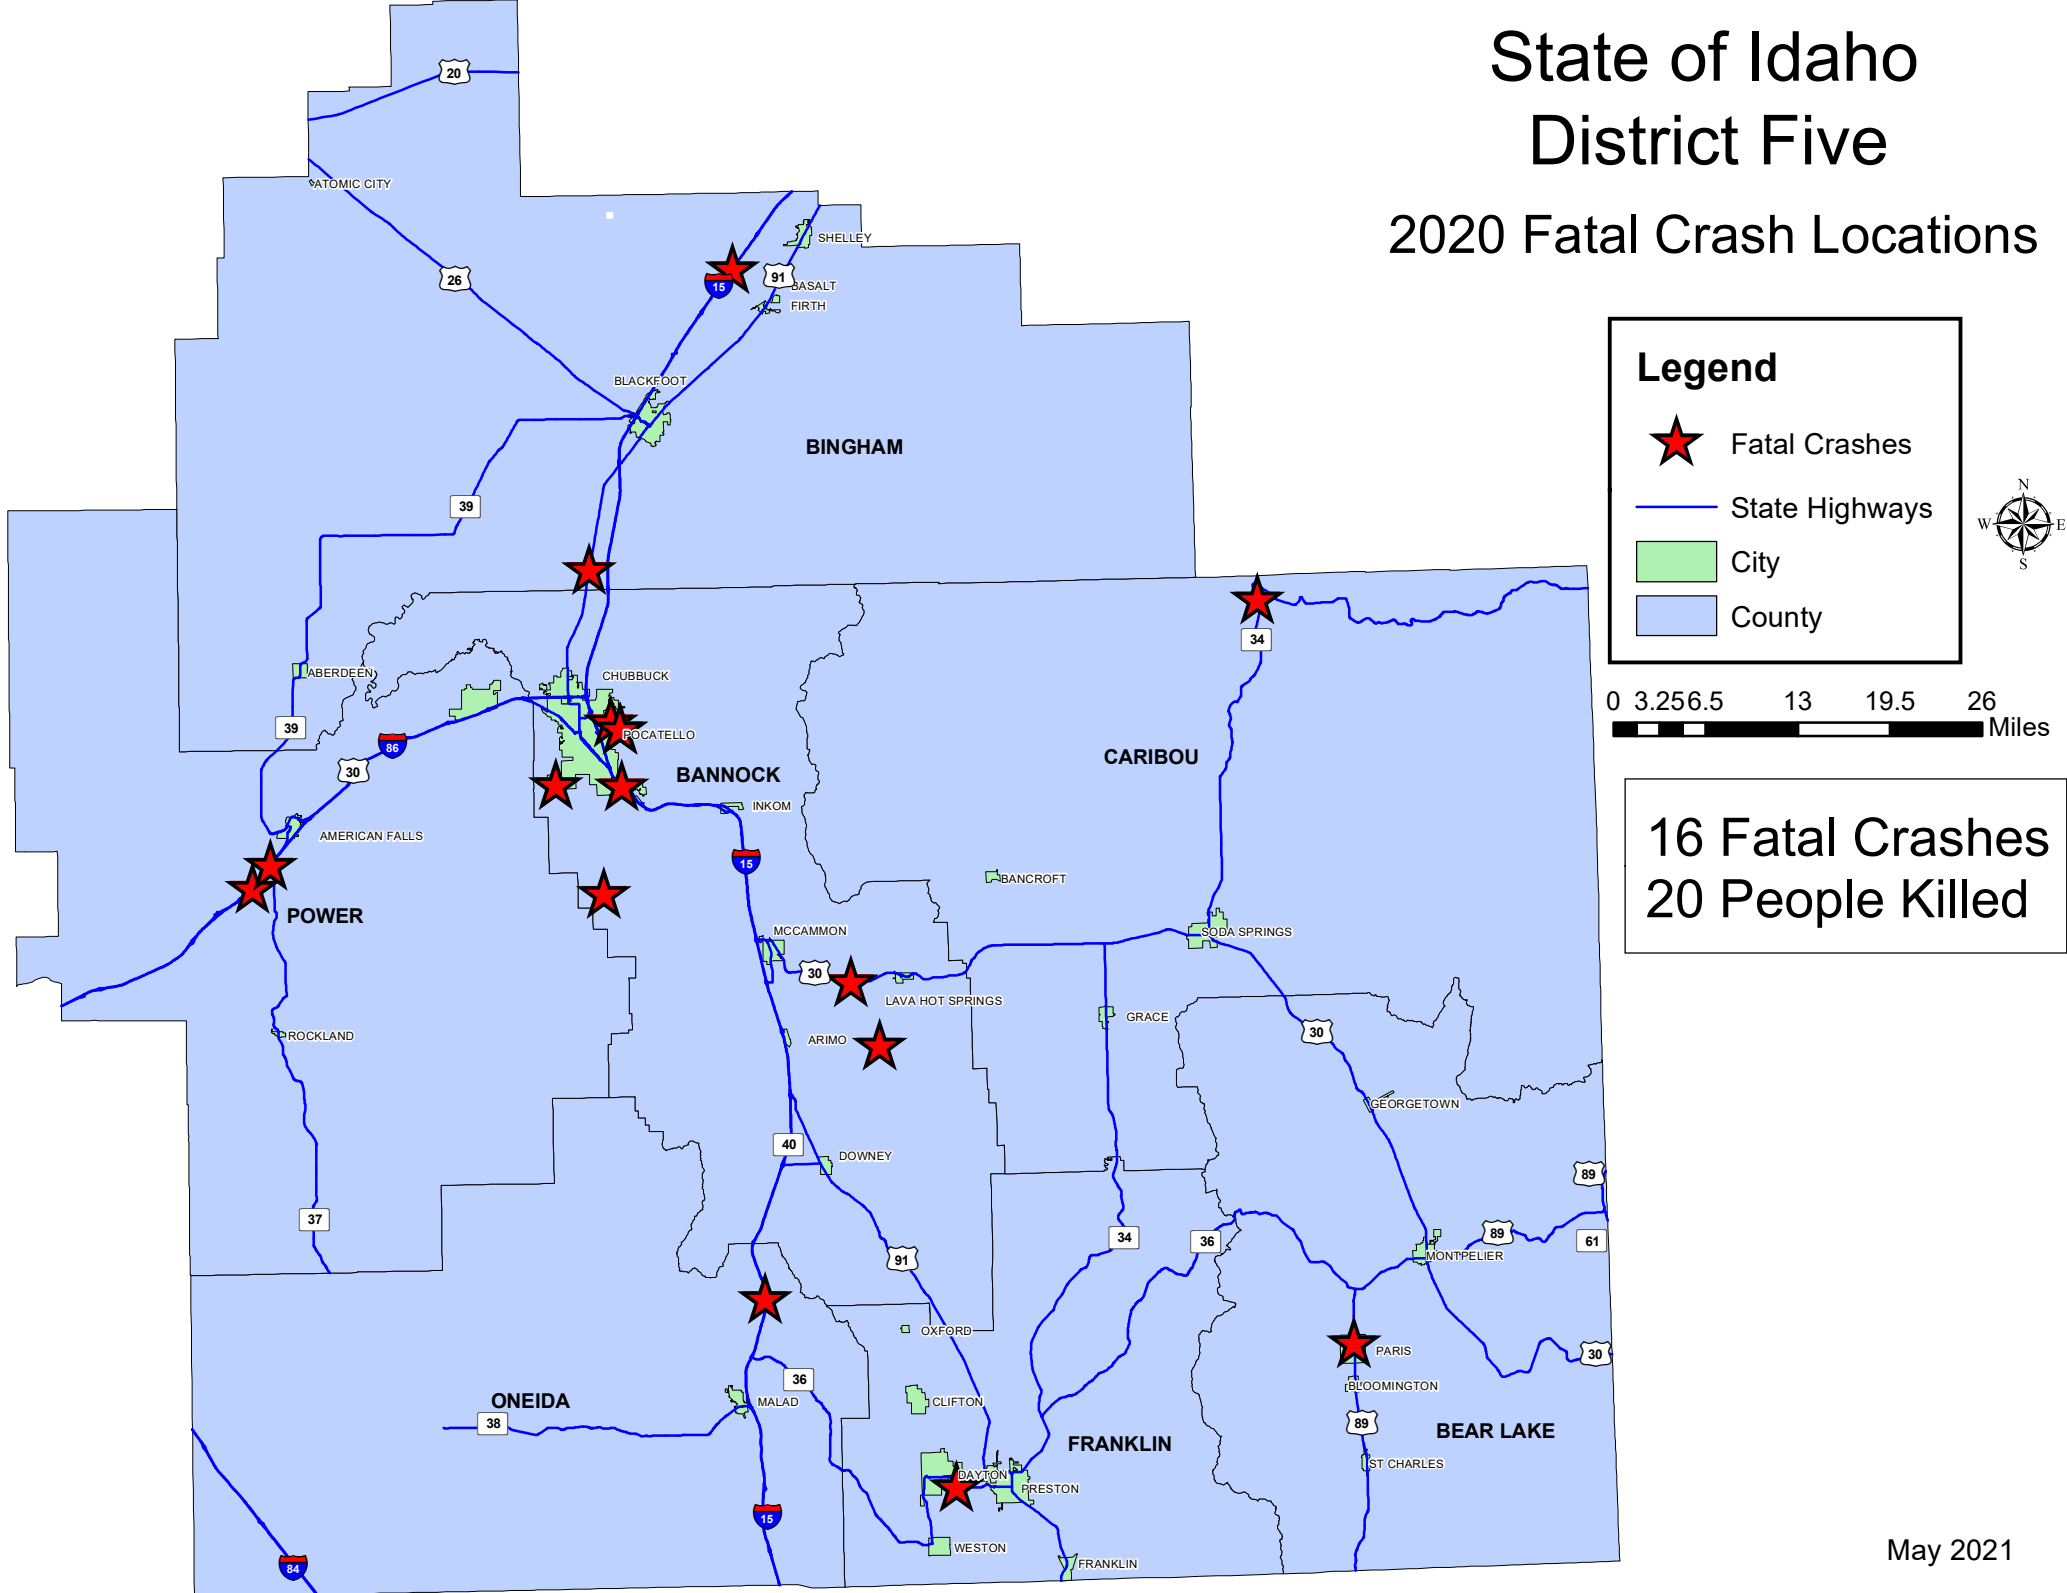 State of Idaho
District Five
2020 Fatal Crash Locations
Legend
Fatal Crashes
State Highways
City
County
N
W E
S
0 3.25 6.5 13 19.5 26
Miles
16 Fatal Crashes
20 People Killed
20
ATOMIC CITY
26
SHELLEY
91
15
BASALT
FIRTH
BLACKFOOT
BINGHAM
39
34
ABERDEEN
CHUBBUCK
39
86
POCATELLO
30
BANNOCK
CARIBOU
INKOM
AMERICAN FALLS
15
BANCROFT
POWER
MCCAMMON
SODA SPRINGS
30
LAVA HOT SPRINGS
GRACE
ROCKLAND
ARIMO
30
GEORGETOWN
40
DOWNEY
89
37
34
36
89
61
91
MONTPELIER
OXFORD
PARIS
30
36
BLOOMINGTON
ONEIDA
MALAD
CLIFTON
38
89
BEAR LAKE
FRANKLIN
ST CHARLES
DAYTON
PRESTON
15
WESTON
FRANKLIN
84
May 2021